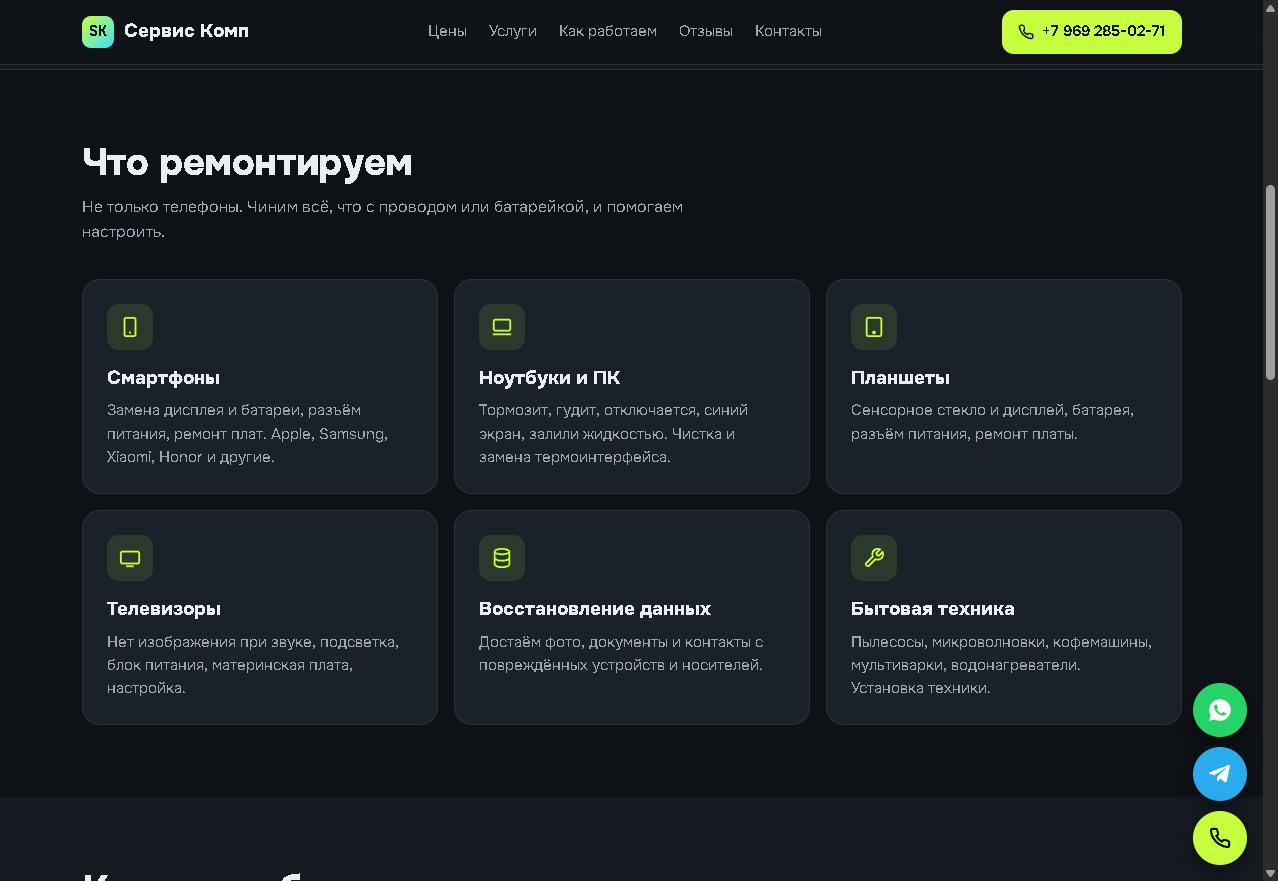 SK Сервис Комп Цены Услуги Как работаем Отзывы Контакты +7 969 285-02-71
Что ремонтируем
Не только телефоны. Чиним всё, что с проводом или батарейкой, и помогаем
настроить.
Смартфоны
Замена дисплея и батареи, разъём
питания, ремонт плат. Apple, Samsung,
Xiaomi, Honor и другие.
Ноутбуки и ПК
Тормозит, гудит, отключается, синий
экран, залили жидкостью. Чистка и
замена термоинтерфейса.
Планшеты
Сенсорное стекло и дисплей, батарея,
разъём питания, ремонт платы.
Телевизоры
Нет изображения при звуке, подсветка,
блок питания, материнская плата,
настройка.
Восстановление данных
Достаём фото, документы и контакты с
повреждённых устройств и носителей.
Бытовая техника
Пылесосы, микроволновки, кофемашины,
мультиварки, водонагреватели.
Установка техники.